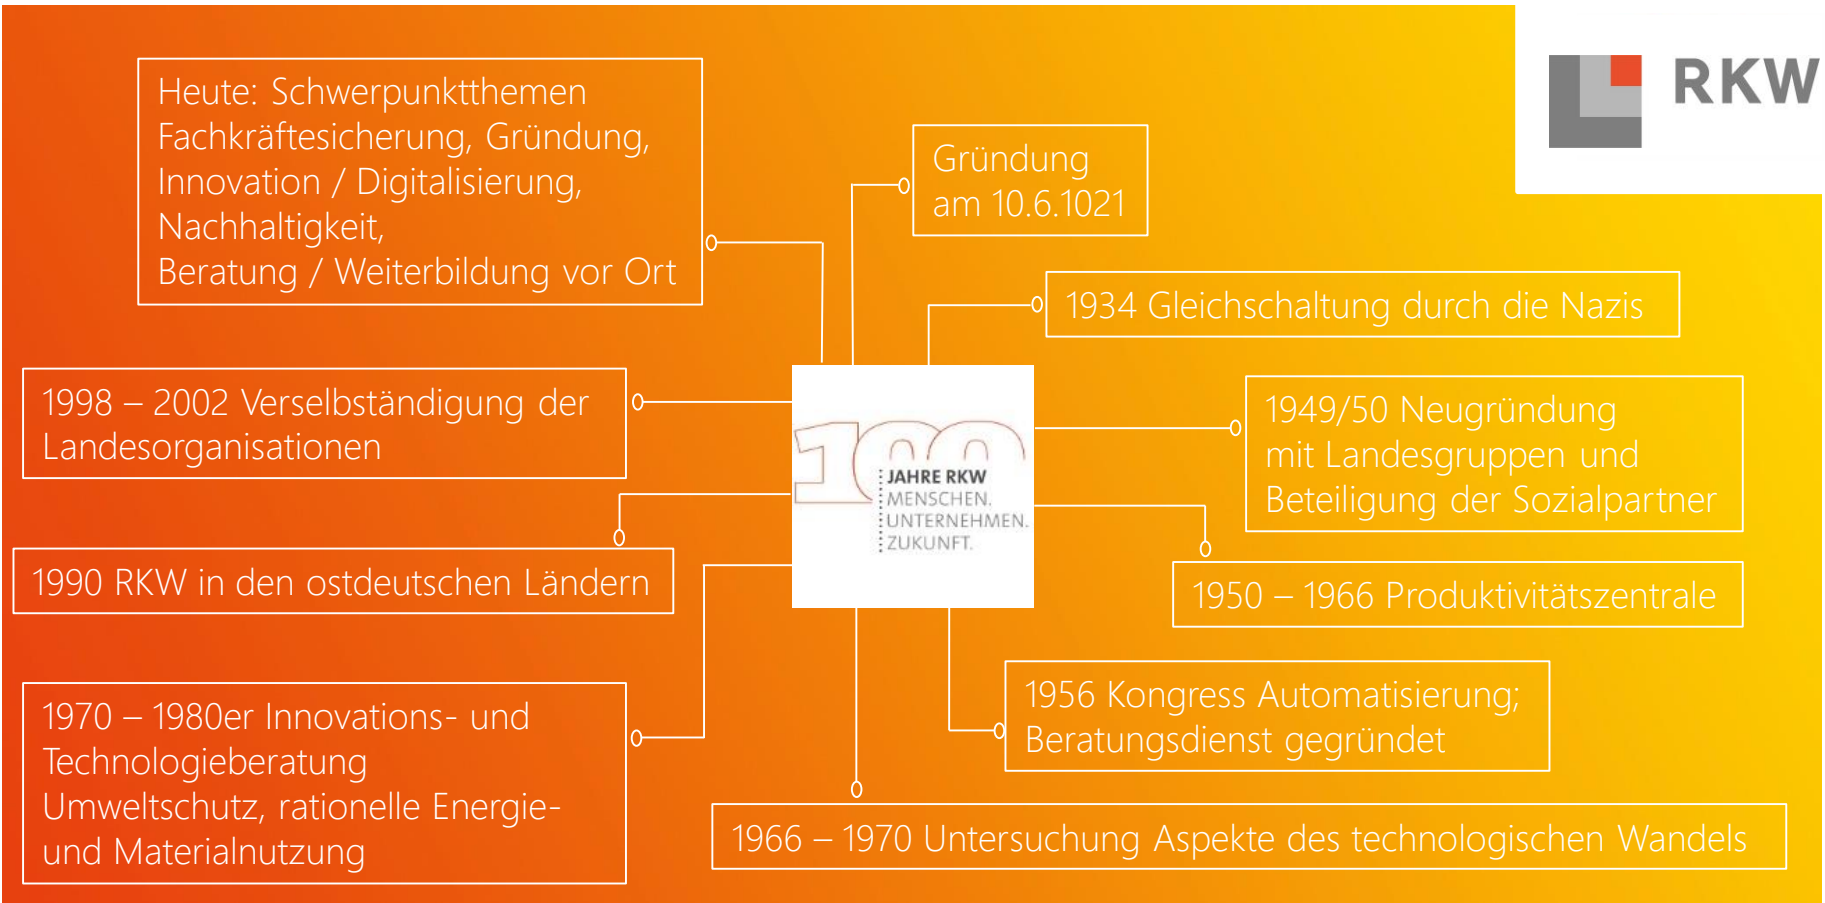 RKW
Heute: Schwerpunktthemen
Fachkräftesicherung, Gründung,
Innovation / Digitalisierung,
Nachhaltigkeit,
Beratung / Weiterbildung vor Ort
Gründung
am 10.6.1021
1934 Gleichschaltung durch die Nazis
1949/50 Neugründung
mit Landesgruppen und
Beteiligung der Sozialpartner
1950 – 1966 Produktivitätszentrale
1956 Kongress Automatisierung;
Beratungsdienst gegründet
1966 – 1970 Untersuchung Aspekte des technologischen Wandels
1970 – 1980er Innovations- und
Technologieberatung
Umweltschutz, rationelle Energie-
und Materialnutzung
1990 RKW in den ostdeutschen Ländern
1998 – 2002 Verselbständigung der
Landesorganisationen
100
JAHRE RKW
MENSCHEN.
UNTERNEHMEN.
ZUKUNFT.